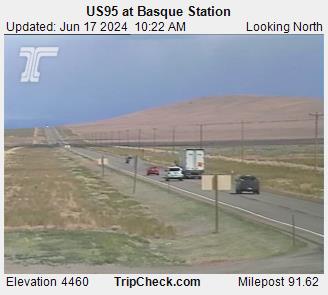 US95 at Basque Station
Updated: Jun 17 2024 10:22 AM Looking North
Elevation 4460 TripCheck.com Milepost 91.62